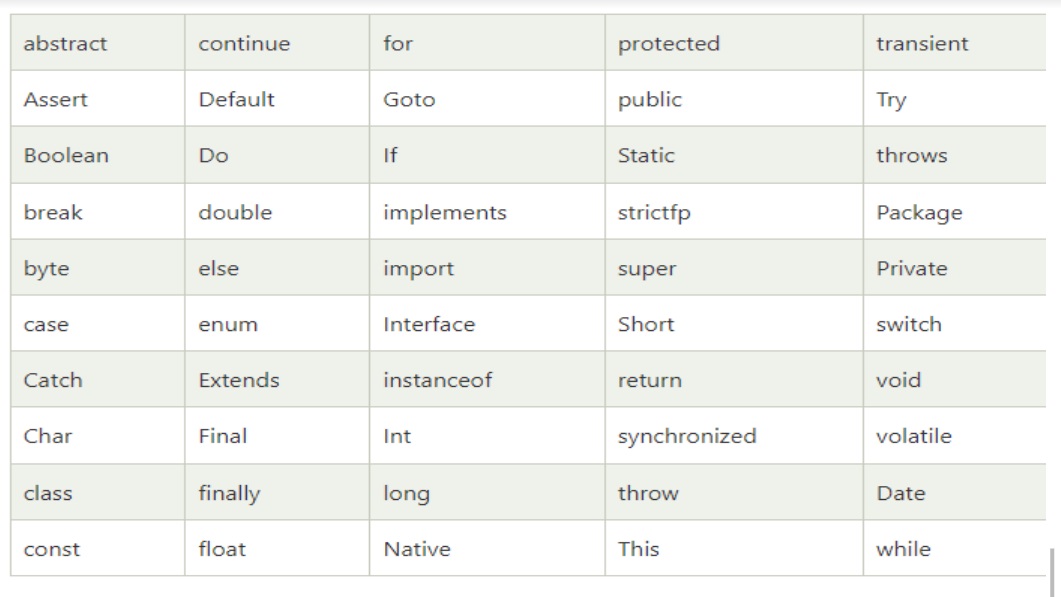 abstract continue for protected transient
Assert Default Goto public Try
Boolean Do If Static throws
break double implements strictfp Package
byte else import super Private
case enum Interface Short switch
Catch Extends instanceof return void
Char Final Int synchronized volatile
class finally long throw Date
const float Native This while